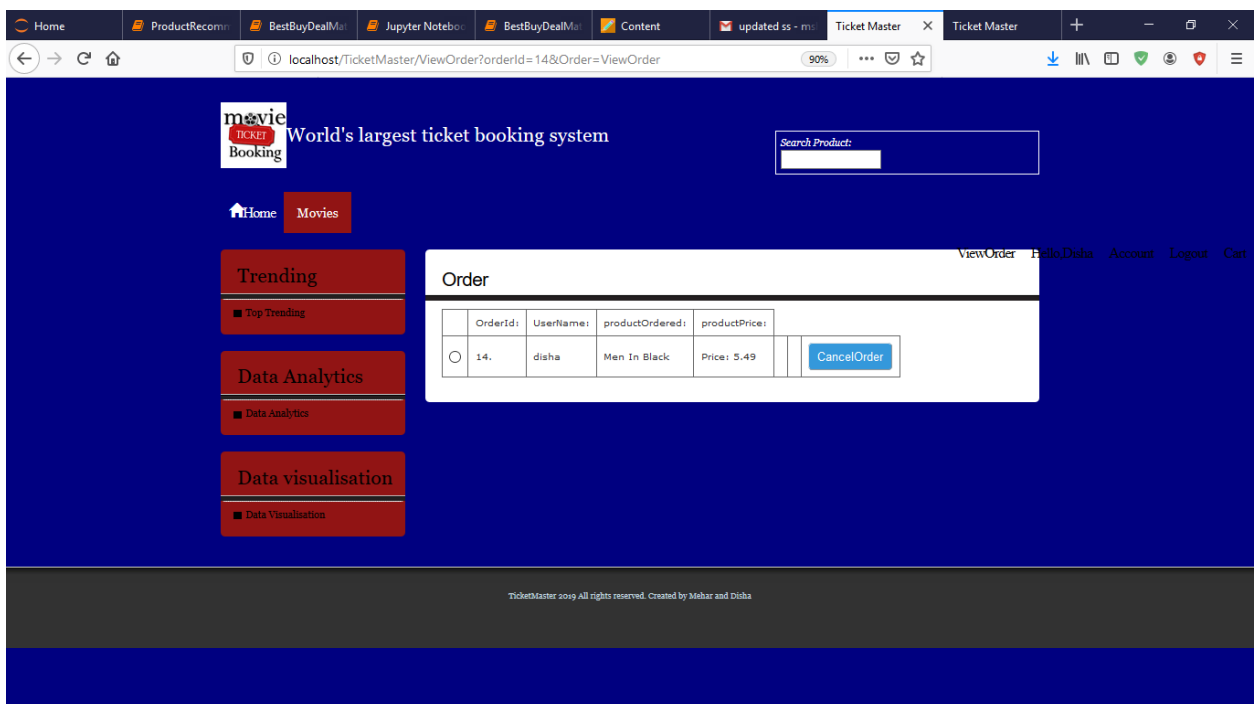 Home ProductRecomm BestBuyDealMat Jupyter Noteboo BestBuyDealMat Content updated ss - ms Ticket Master Ticket Master
localhost/TicketMaster/ViewOrder?orderId=14&Order=ViewOrder 90%
movie
TICKET
Booking
World's largest ticket booking system
Search Product:
Home Movies
ViewOrder Hello,Disha Account Logout Cart
Trending
Top Trending
Data Analytics
Data Analytics
Data visualisation
Data Visualisation
Order
OrderId: UserName: productOrdered: productPrice:
14. disha Men In Black Price: 5.49 CancelOrder
TicketMaster 2019 All rights reserved. Created by Mehar and Disha